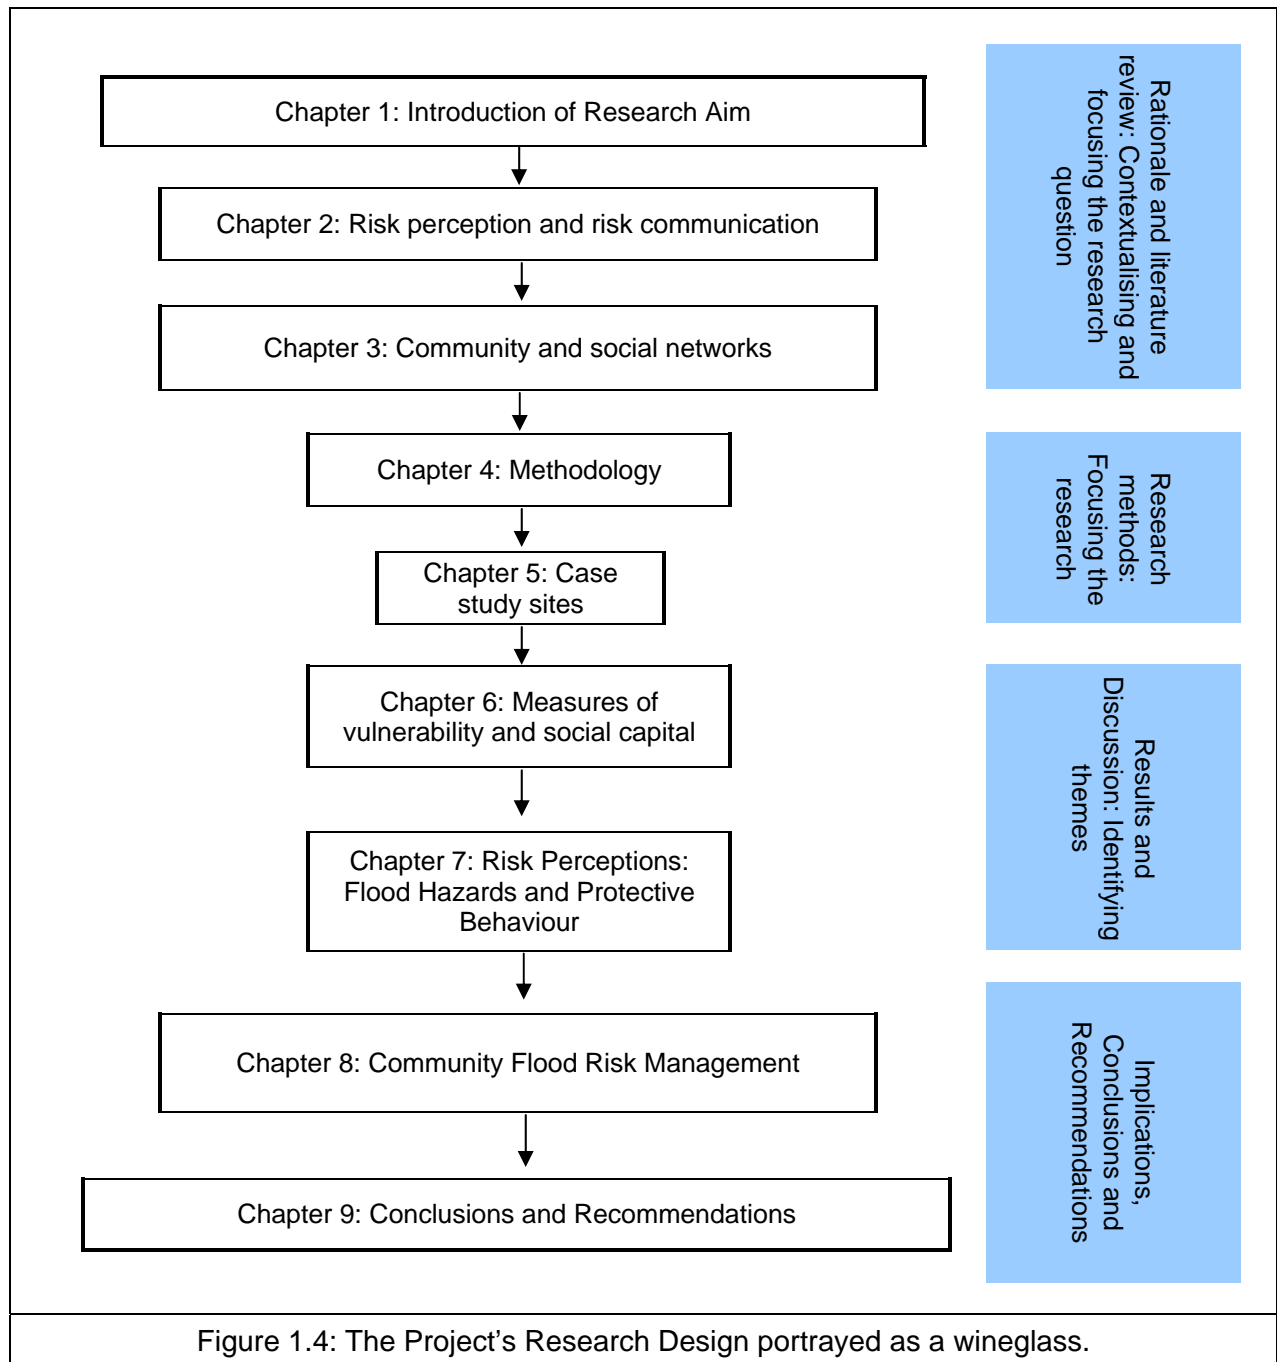 Chapter 1: Introduction of Research Aim
Chapter 2: Risk perception and risk communication
Chapter 3: Community and social networks
Chapter 4: Methodology
Chapter 5: Case
study sites
Chapter 6: Measures of
vulnerability and social capital
Chapter 7: Risk Perceptions:
Flood Hazards and Protective
Behaviour
Chapter 8: Community Flood Risk Management
Chapter 9: Conclusions and Recommendations
Rationale and literature
review: Contextualising and
focusing the research
question
Research
methods:
Focusing the
research
Results and
Discussion: Identifying
themes
Implications,
Conclusions and
Recommendations
Figure 1.4: The Project’s Research Design portrayed as a wineglass.